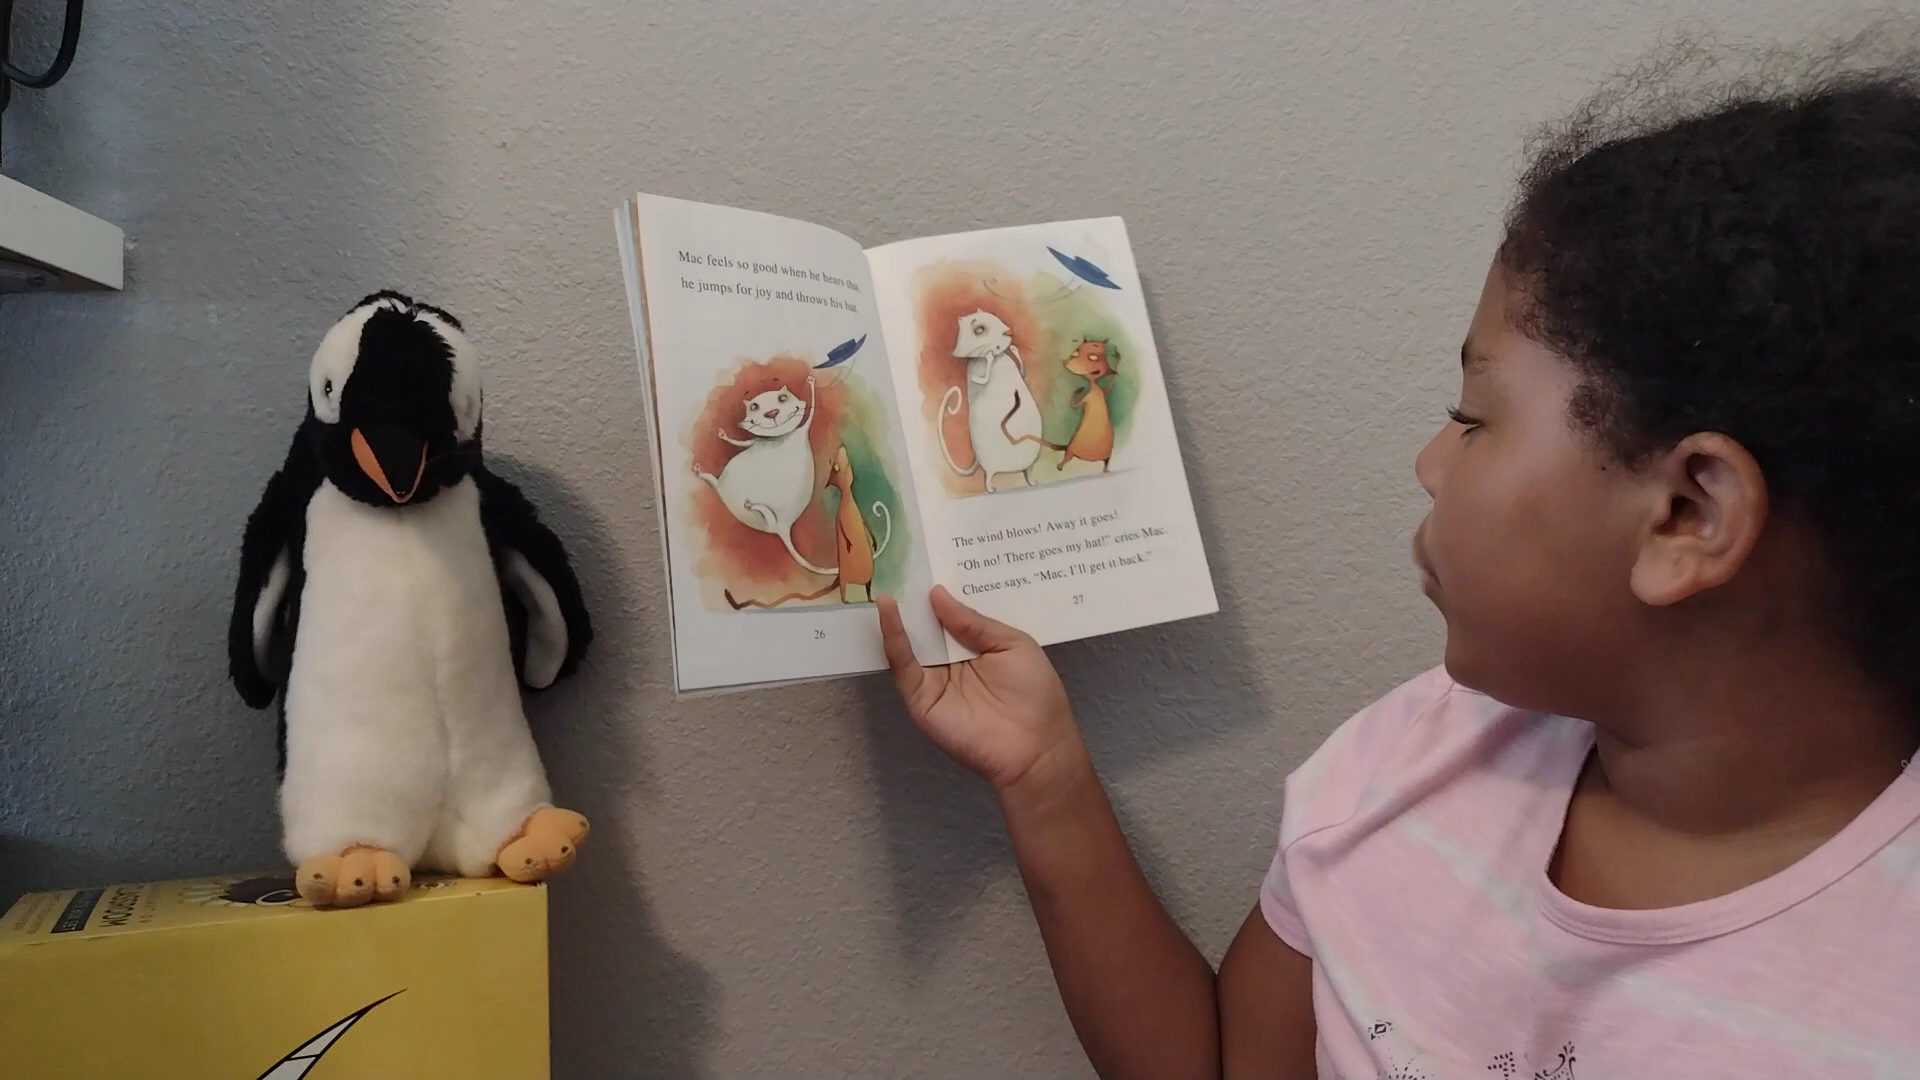 Mac feels so good when he hears that,
he jumps for joy and throws his hat.
26
The wind blows! Away it goes!
"Oh no! There goes my hat!" cries Mac.
Cheese says, "Mac, I'll get it back."
27